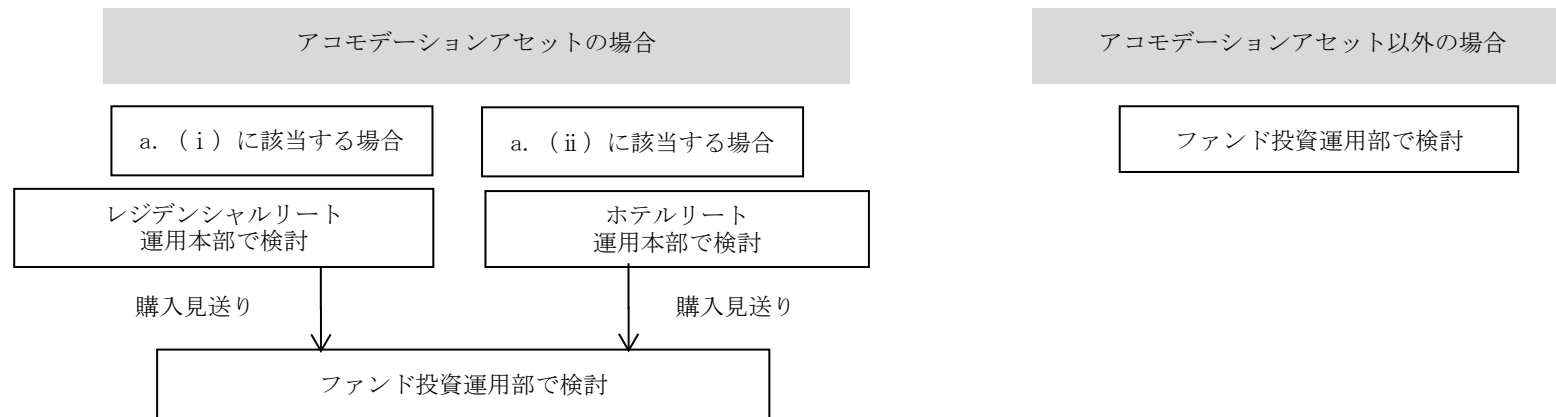 アコモデーションアセットの場合
アコモデーションアセット以外の場合
a.（ⅰ）に該当する場合
a.（ⅱ）に該当する場合
ファンド投資運用部で検討
レジデンシャルリート
運用本部で検討
ホテルリート
運用本部で検討
購入見送り
購入見送り
ファンド投資運用部で検討